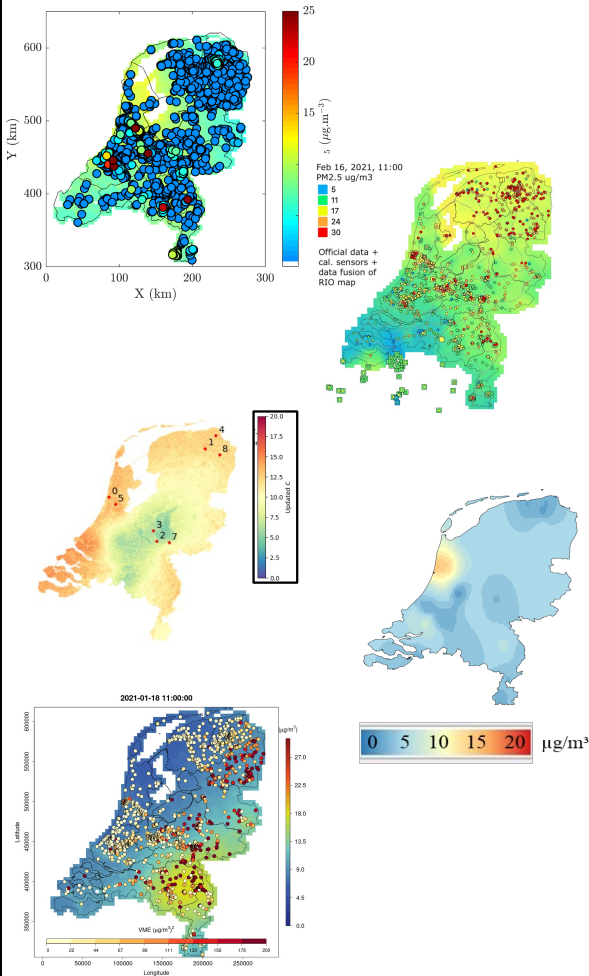 600
500
400
300
0
100
200
300
Y (km)
X (km)
25
20
15
5 (μg.m⁻³)
Feb 16, 2021, 11:00
PM2.5 ug/m3
5
11
17
24
30
Official data +
cal. sensors +
data fusion of
RIO map
4
1
8
0
5
3
2
7
20.0
17.5
15.0
12.5
10.0
7.5
5.0
2.5
0.0
Updated C
0 5 10 15 20 μg/m³
2021-01-18 11:00:00
(μg/m³)
27.0
22.5
18.0
13.5
9.0
4.5
0.0
600000
550000
500000
450000
400000
350000
Latitude
VME (μg/m³)²
0 22 44 67 89 111 133 156 178 200
0 50000 100000 150000 200000 250000
Longitude